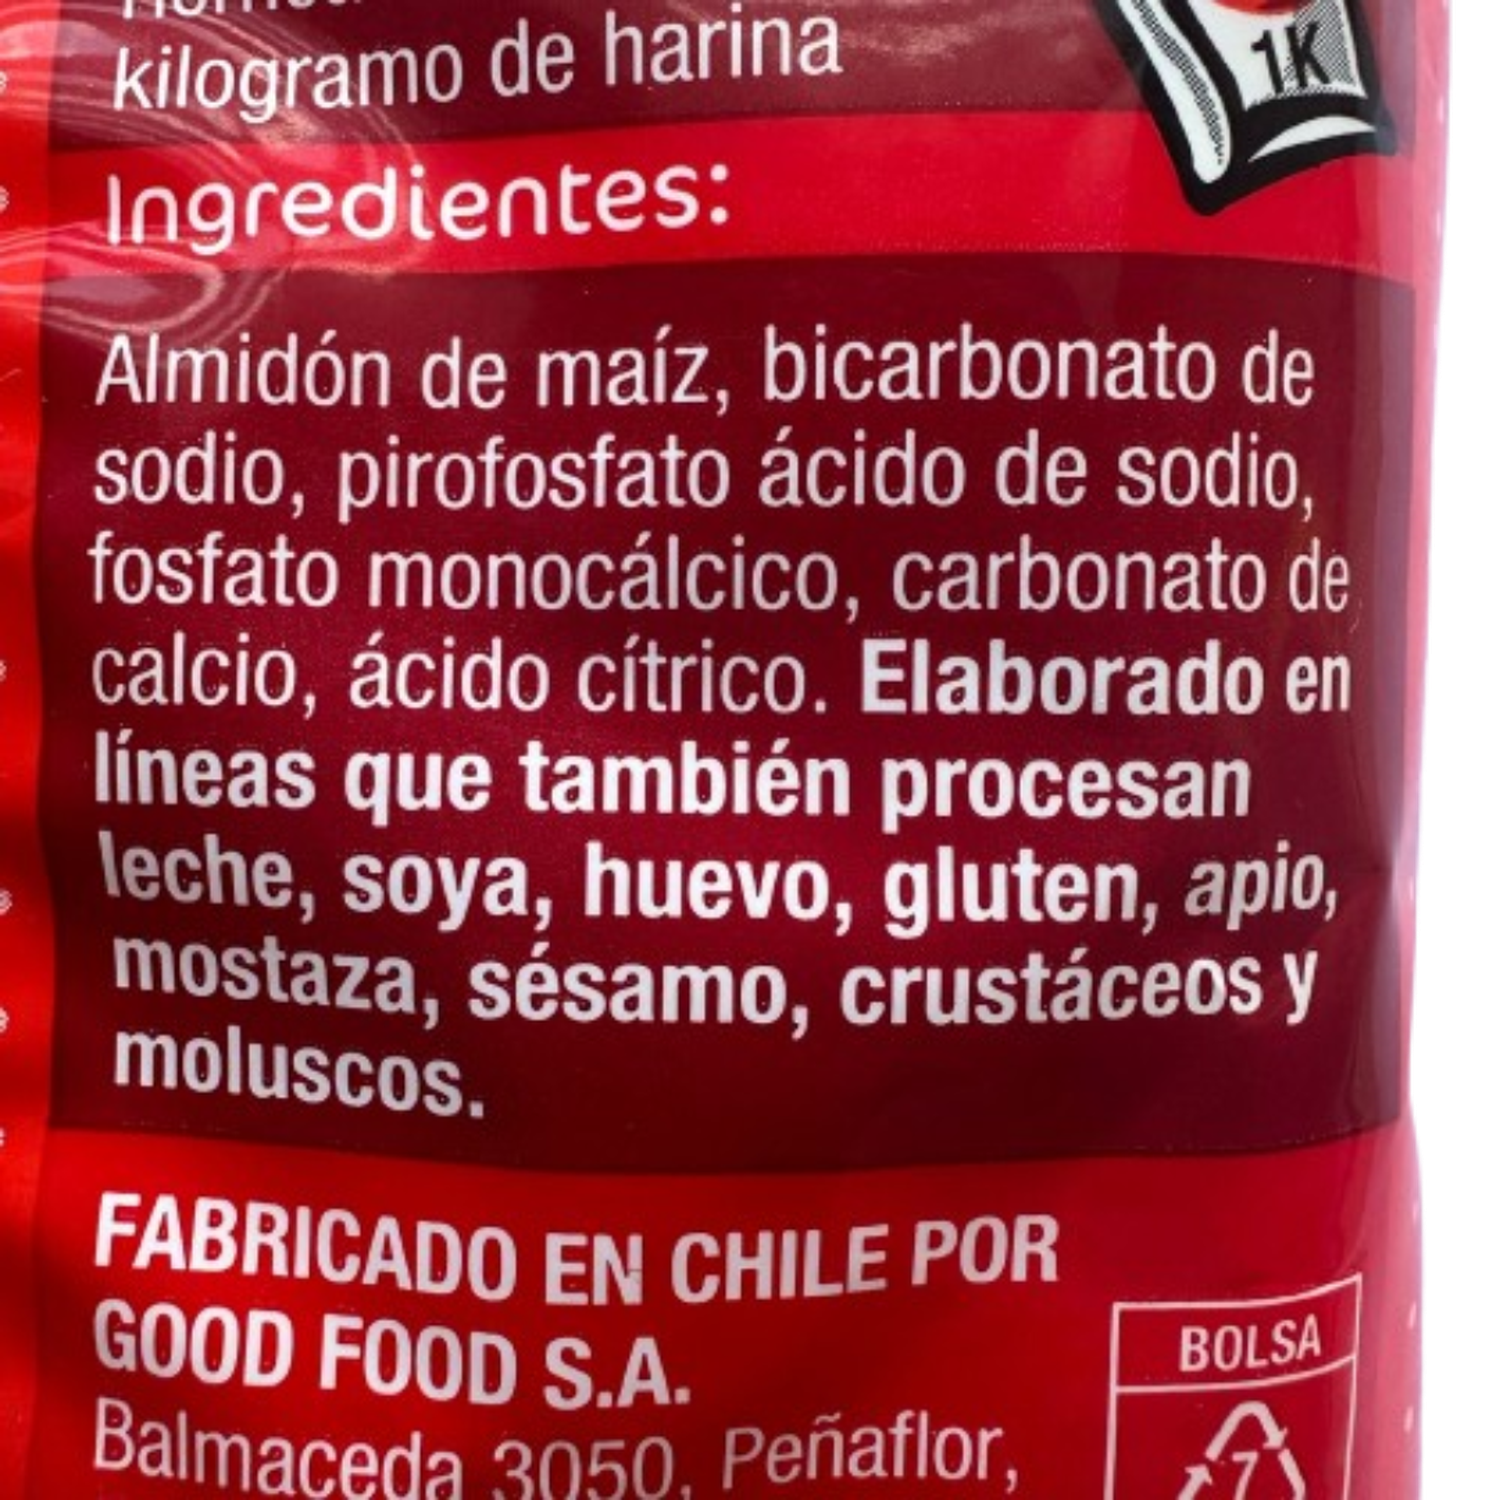 kilogramo de harina
1K
Ingredientes:
Almidón de maíz, bicarbonato de
sodio, pirofosfato ácido de sodio,
fosfato monocálcico, carbonato de
calcio, ácido cítrico. Elaborado en
líneas que también procesan
leche, soya, huevo, gluten, apio,
mostaza, sésamo, crustáceos y
moluscos.
FABRICADO EN CHILE POR
GOOD FOOD S.A.
Balmaceda 3050, Peñaflor,
BOLSA
7